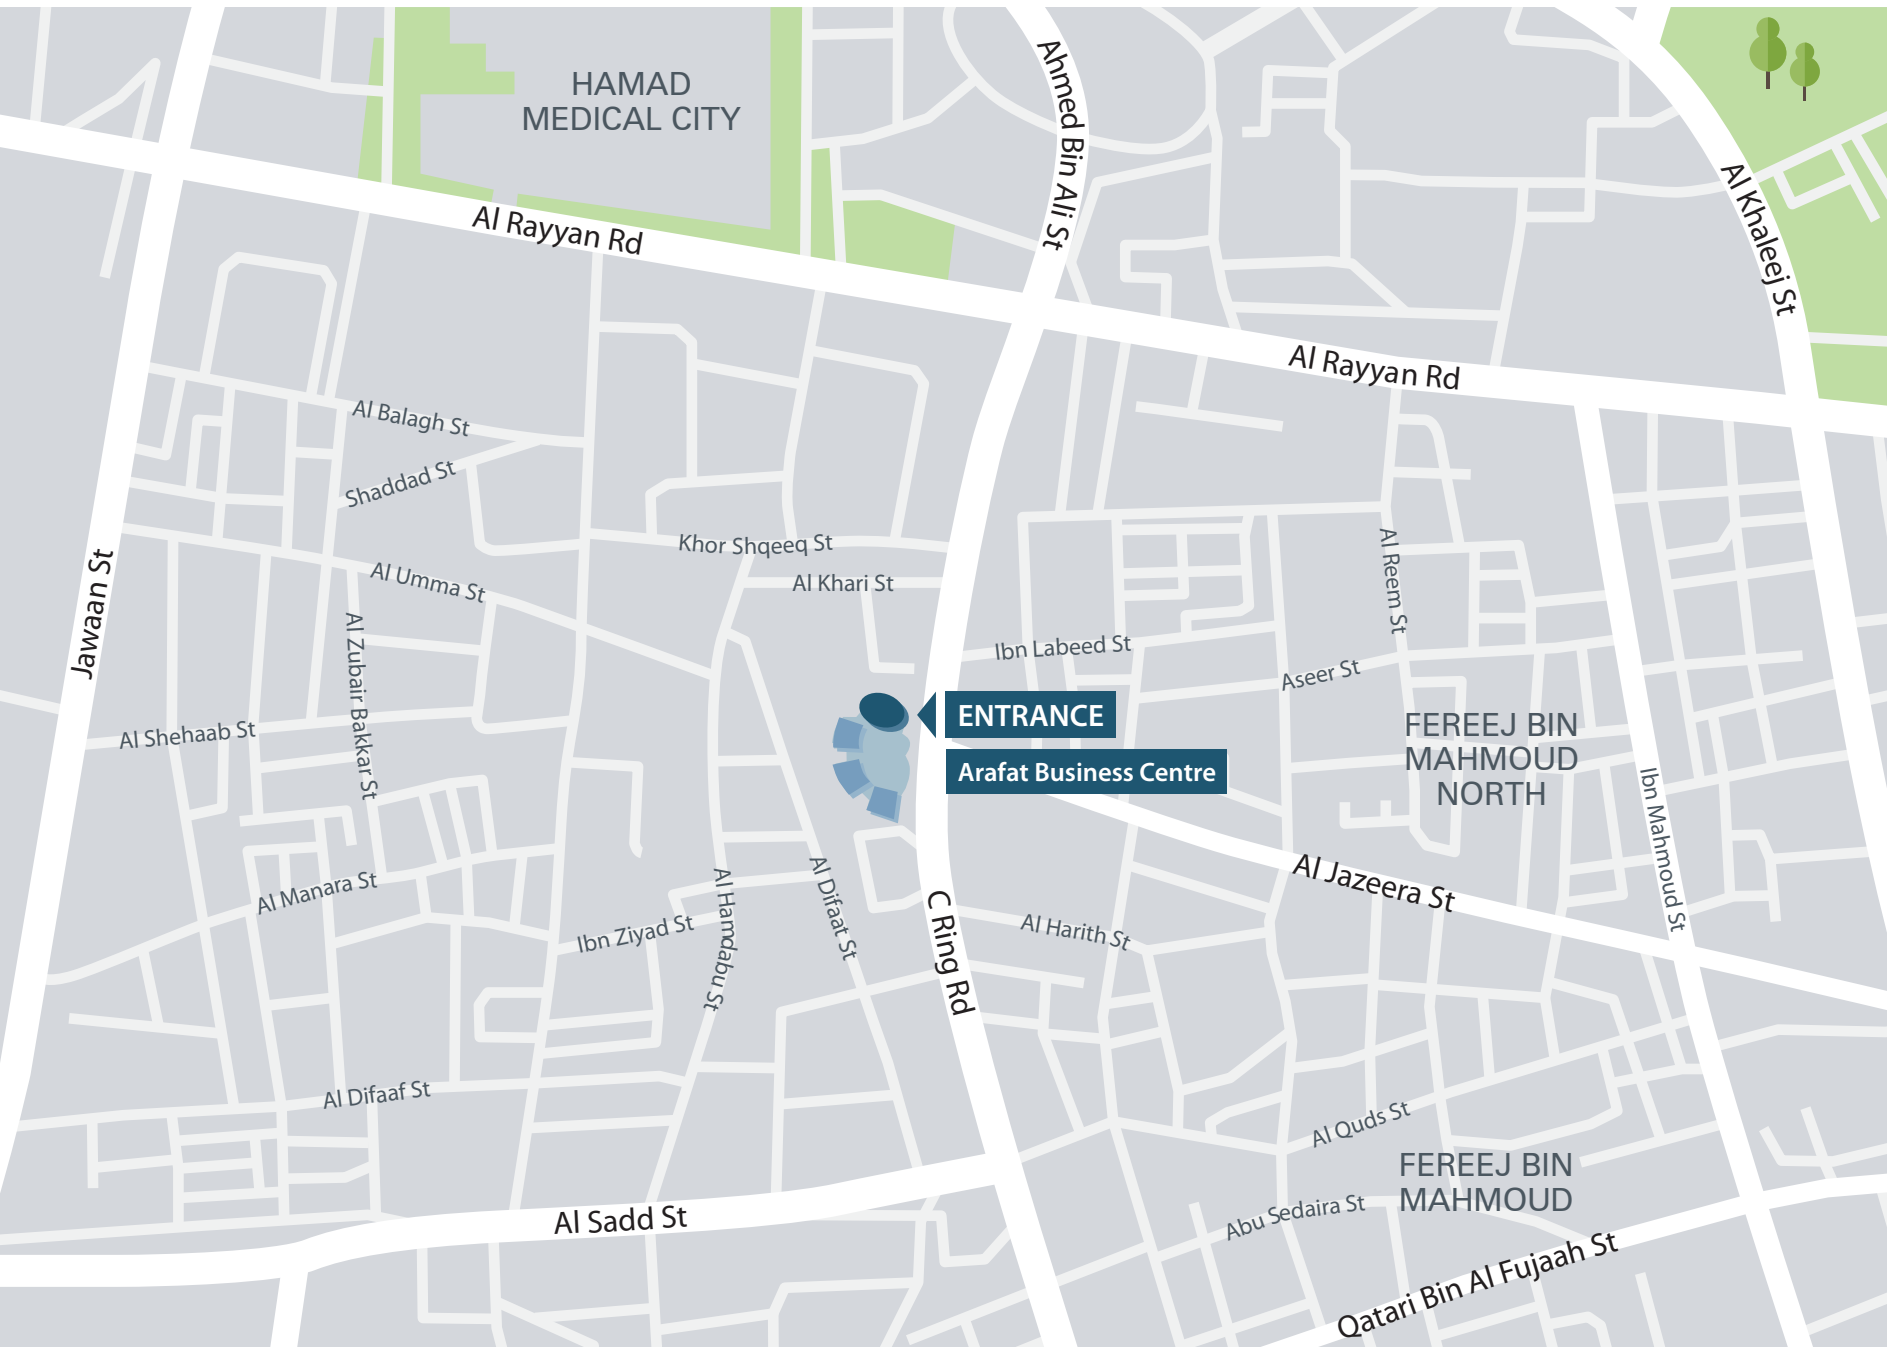 HAMAD
MEDICAL CITY
Ahmed Bin Ali St
Al Khaleej St
Al Rayyan Rd
Al Rayyan Rd
Al Balagh St
Shaddad St
Khor Shqeeq St
Al Khari St
Al Umma St
Jawaan St
Al Zubair Bakkar St
Al Shehaab St
Ibn Labeed St
Al Reem St
Aseer St
ENTRANCE
Arafat Business Centre
FEREEJ BIN
MAHMOUD
NORTH
Ibn Mahmoud St
Al Manara St
Ibn Ziyad St
Al Hamdabu St
Al Difaat St
C Ring Rd
Al Harith St
Al Jazeera St
Al Difaaf St
Al Quds St
FEREEJ BIN
MAHMOUD
Al Sadd St
Abu Sedaira St
Qatari Bin Al Fujaah St